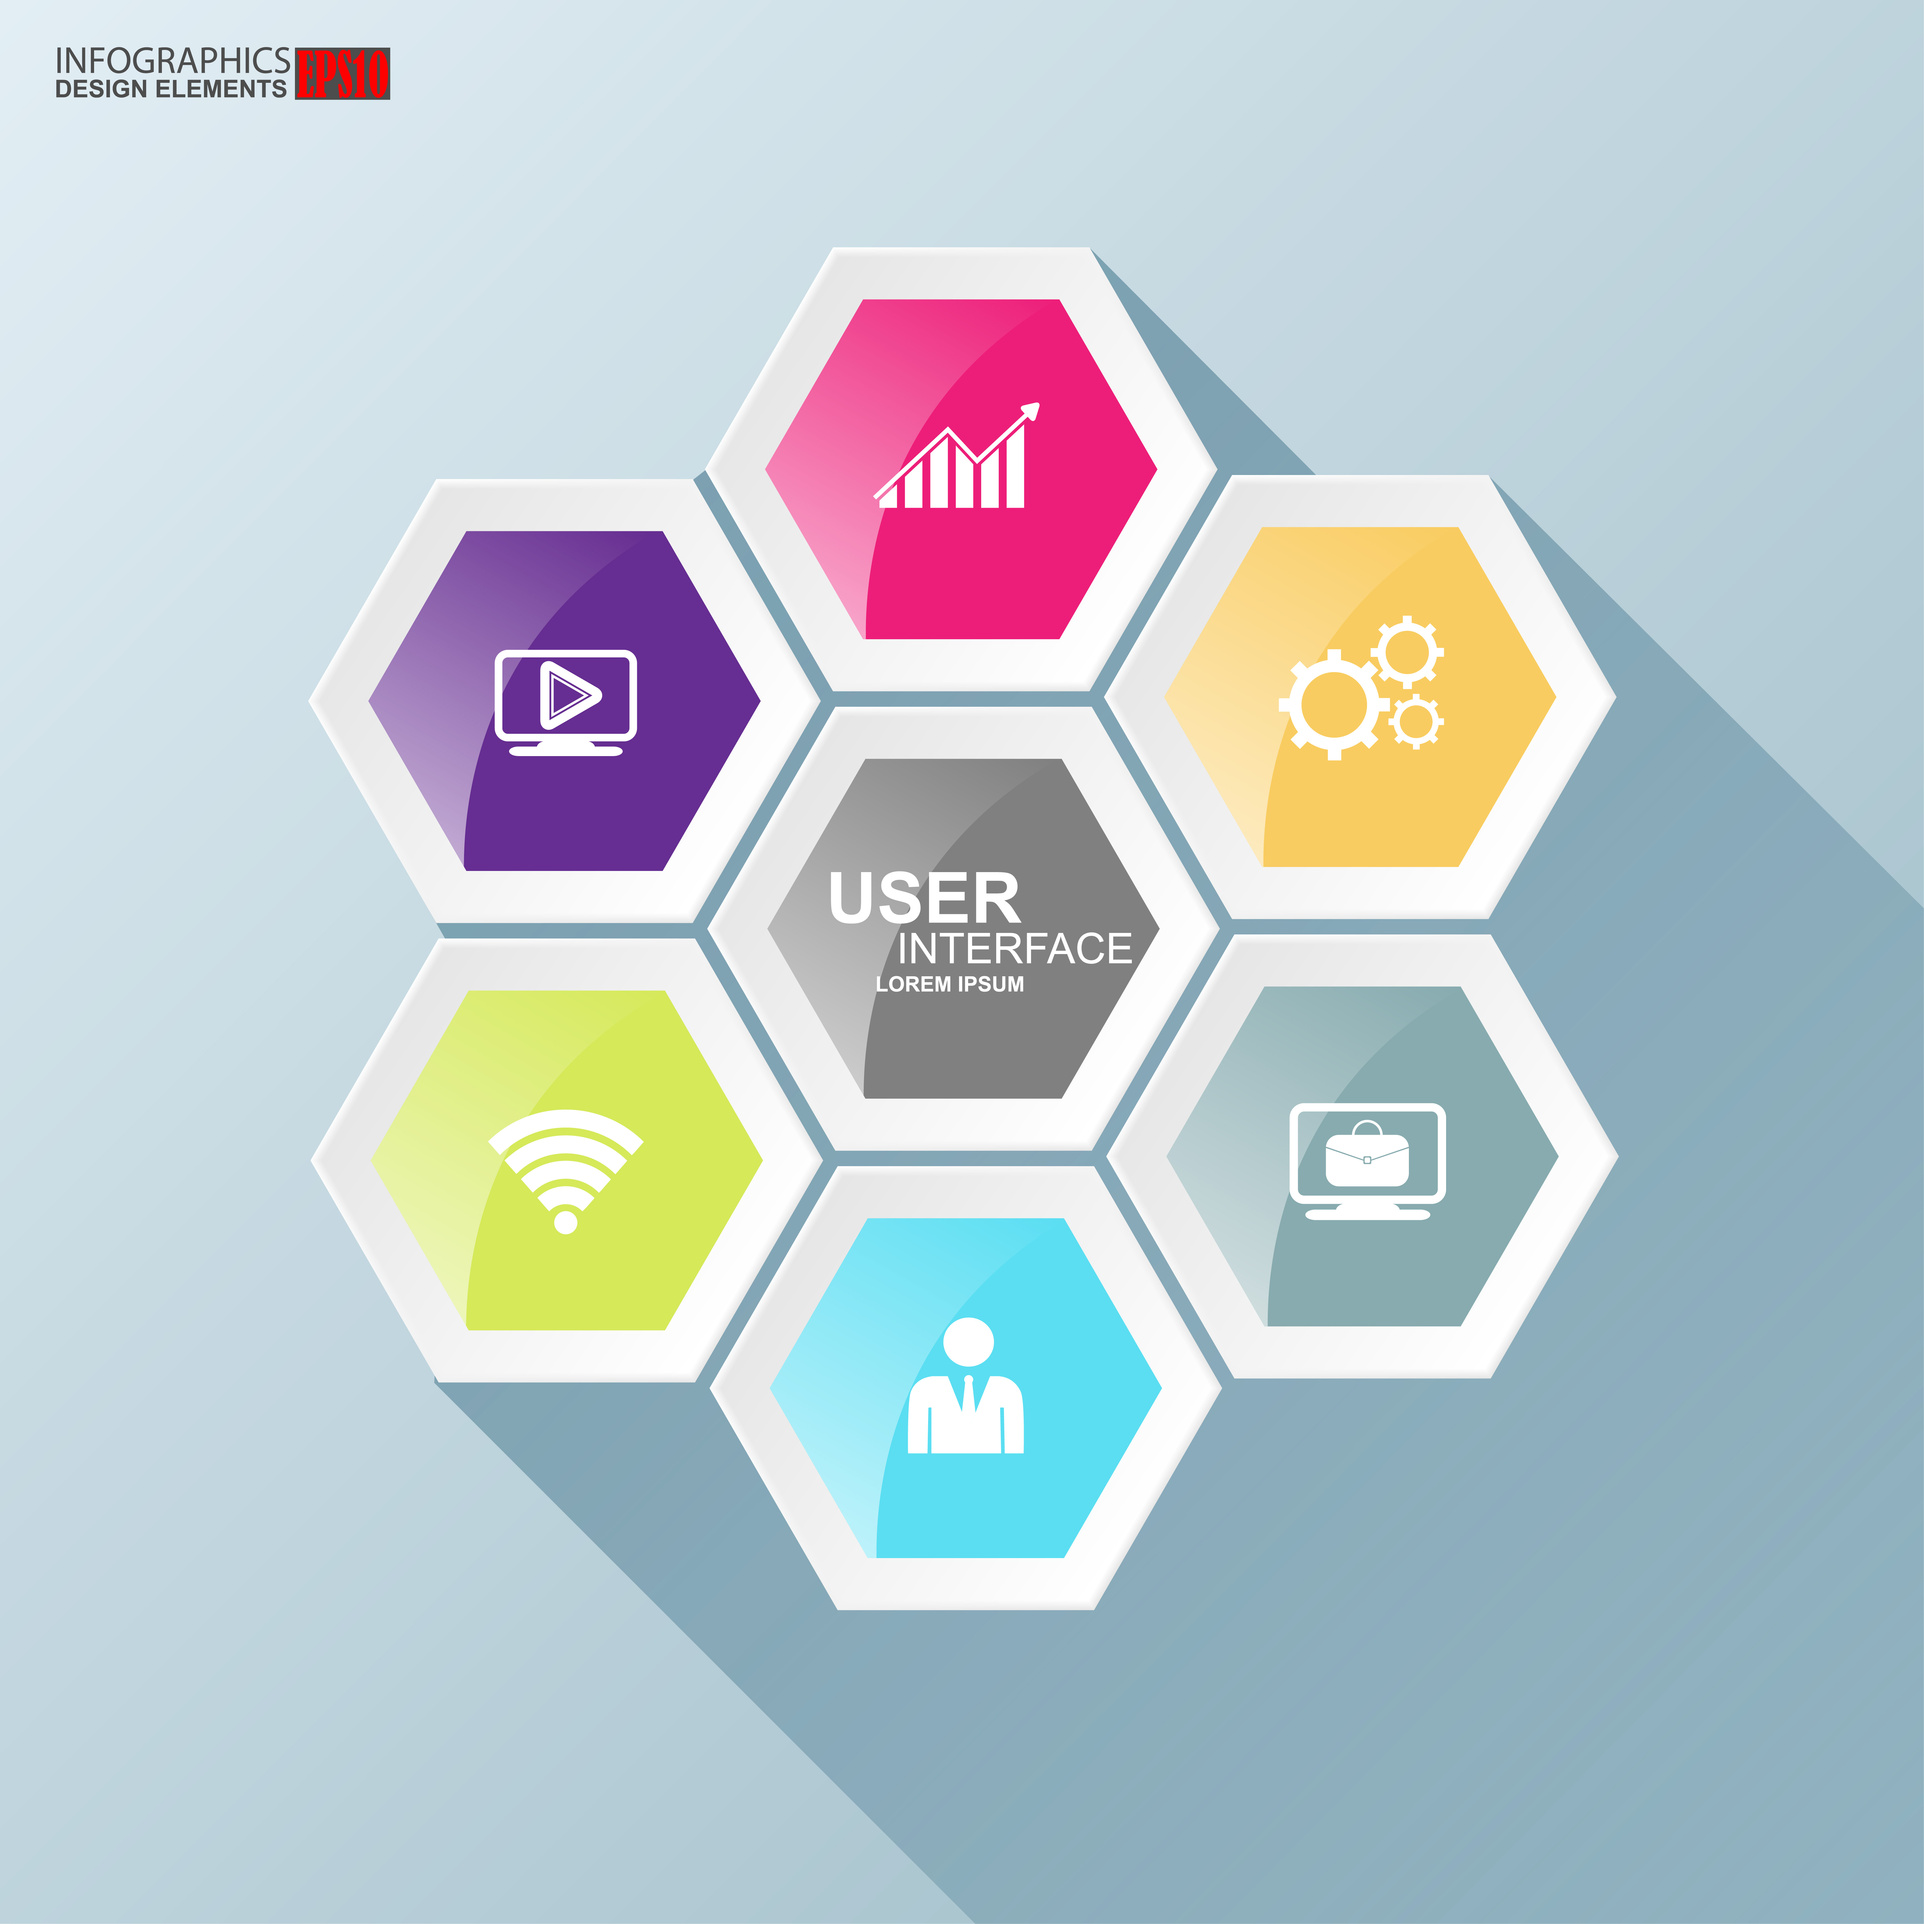 INFOGRAPHICS
DESIGN ELEMENTS
EPS10
USER
INTERFACE
LOREM IPSUM